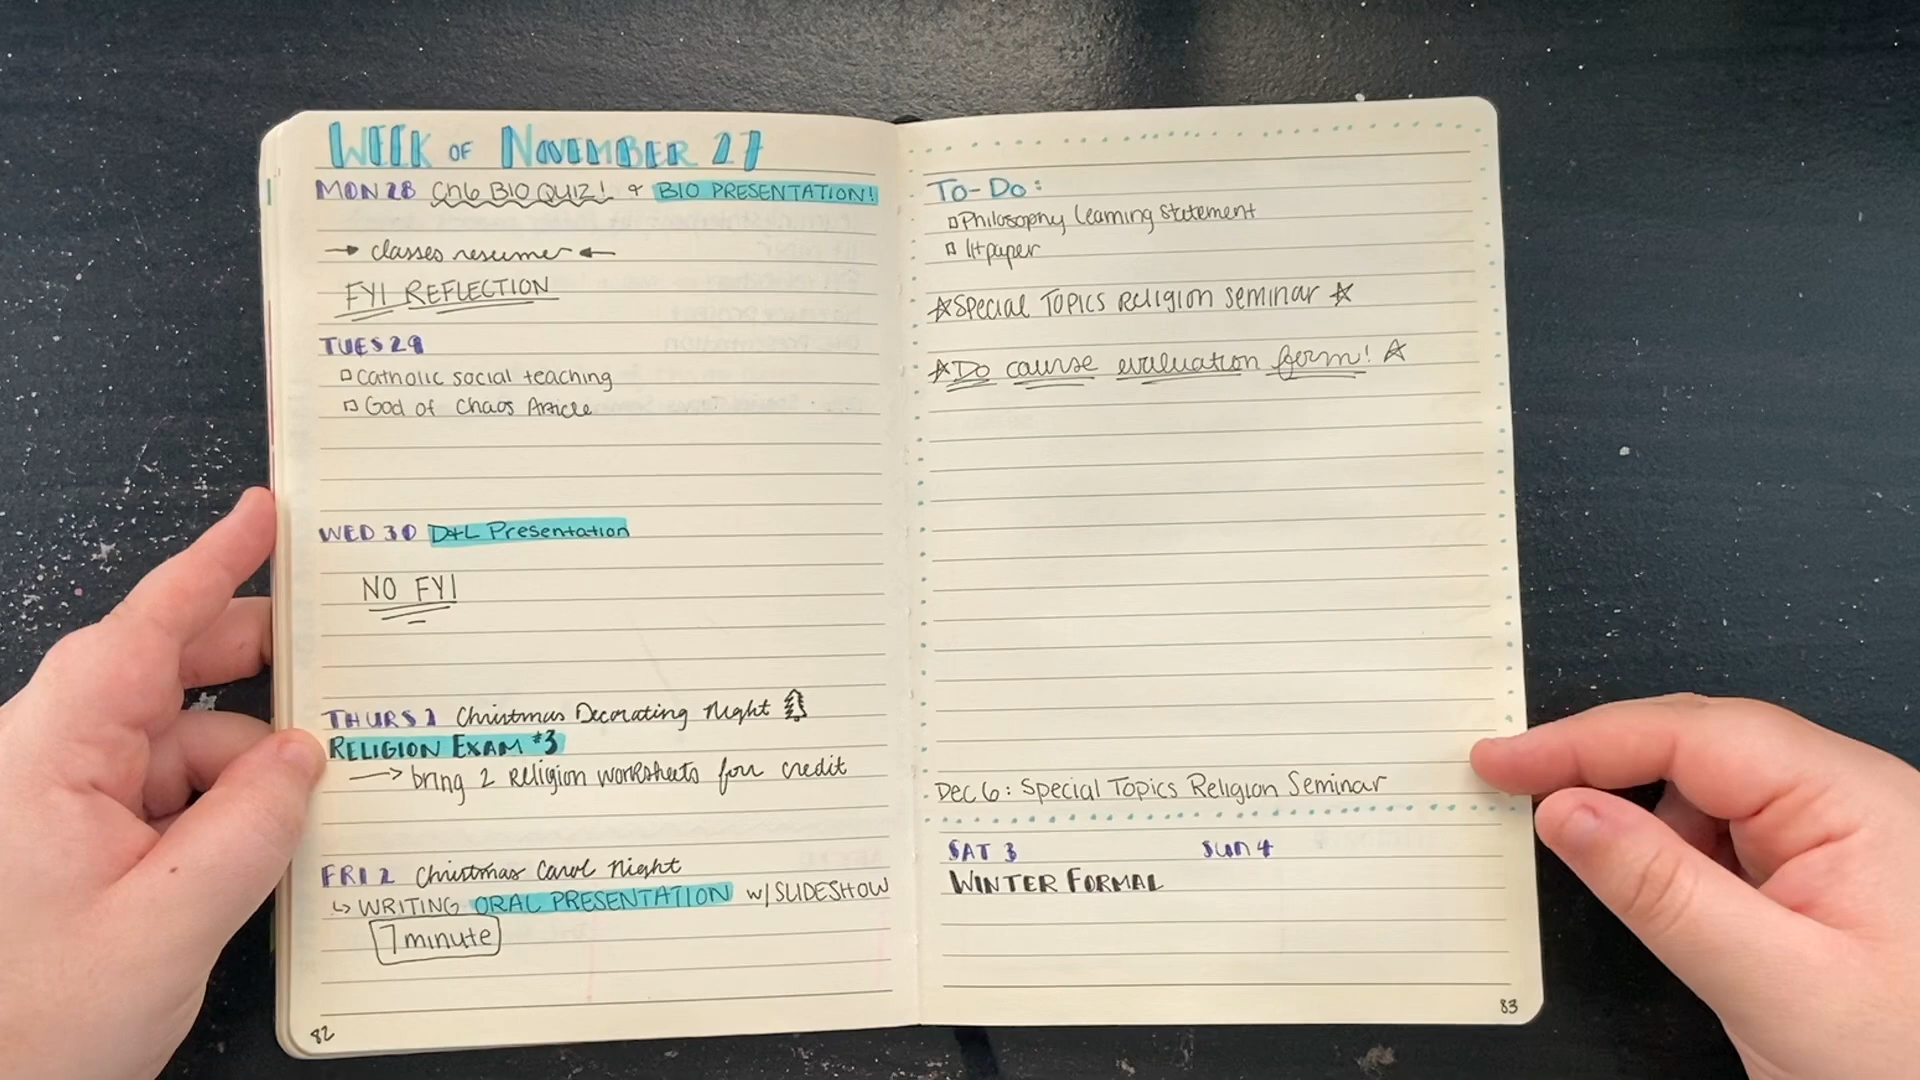 WEEK OF NOVEMBER 27
MON 28 Ch6 BIO QUIZ! + BIO PRESENTATION!
→ classes resume ←
FYI REFLECTION
TUES 29
Catholic social teaching
God of Chaos Article
WED 30 D+L Presentation
NO FYI
THURS 1 Christmas Decorating Night
RELIGION EXAM #3
→ bring 2 religion worksheets for credit
FRI 2 Christmas Carol Night
↳ WRITING ORAL PRESENTATION w/ SLIDESHOW
7 minute
82
To-Do:
Philosophy learning statement
lit paper
☆ Special TOPICS Religion seminar ☆
☆ Do course evaluation form! ☆
Dec 6: Special Topics Religion Seminar
SAT 3 SUN 4
WINTER FORMAL
83